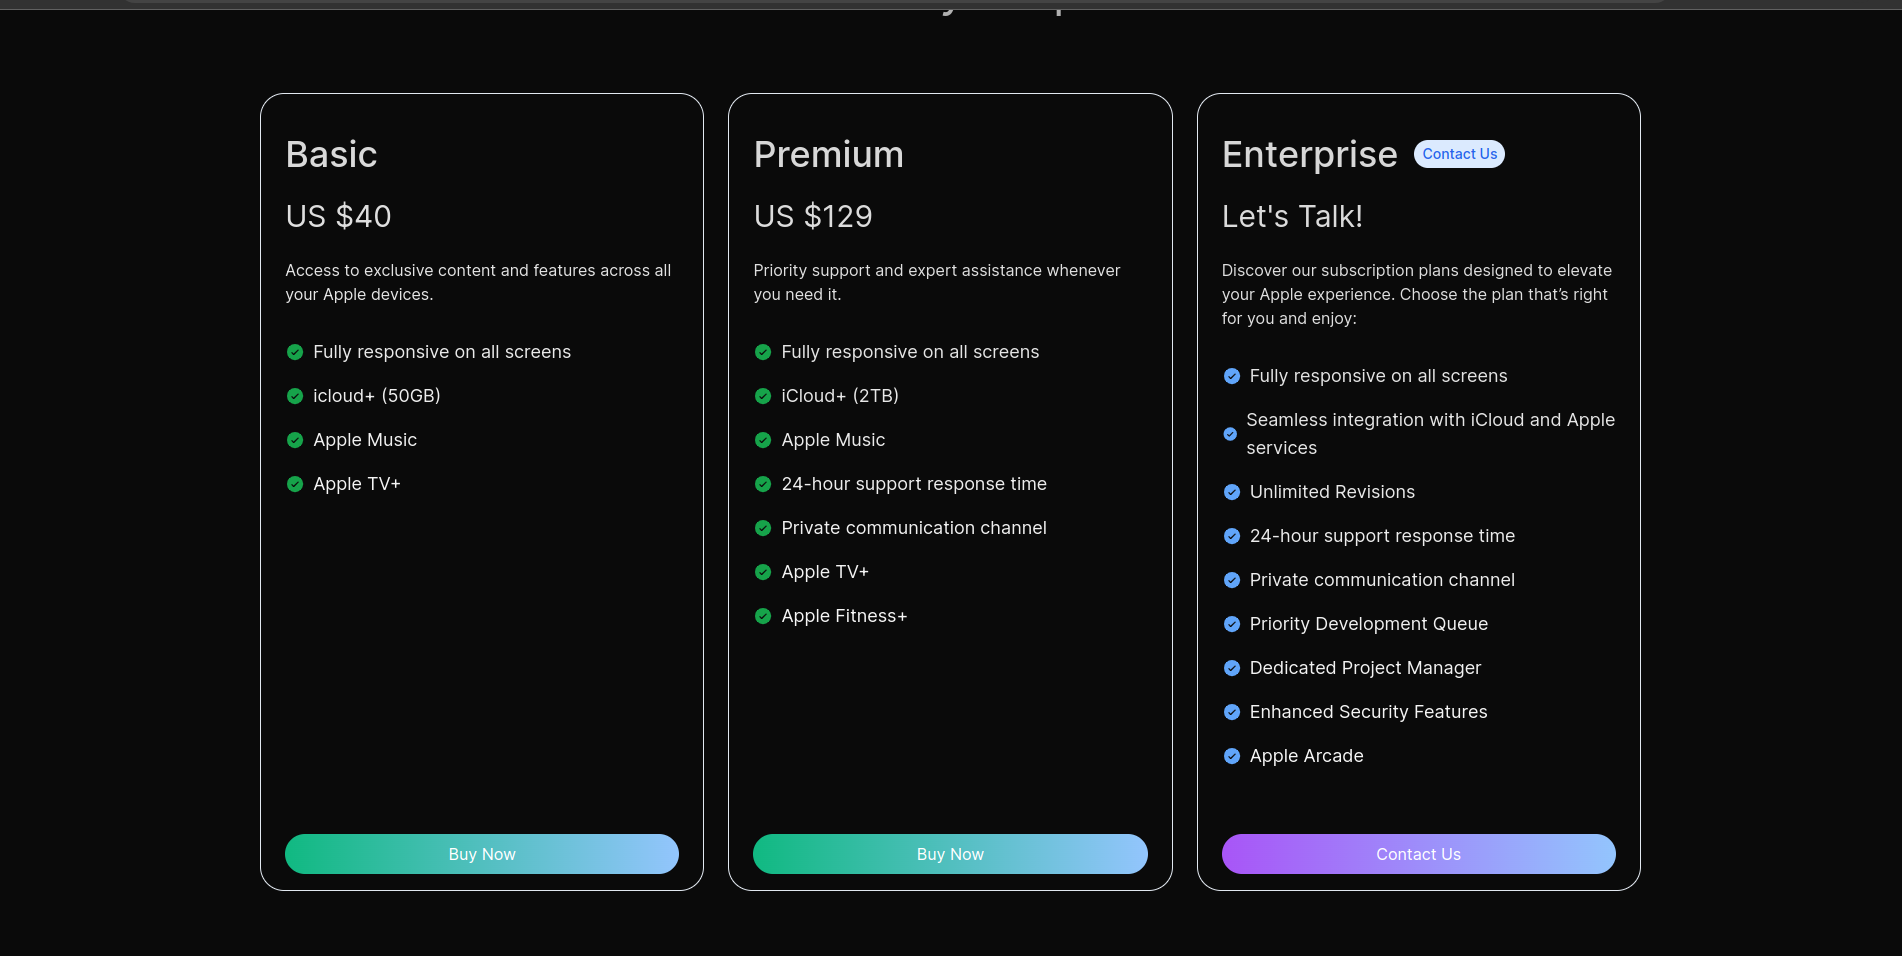 Basic
US $40
Access to exclusive content and features across all
your Apple devices.
Fully responsive on all screens
icloud+ (50GB)
Apple Music
Apple TV+
Buy Now
Premium
US $129
Priority support and expert assistance whenever
you need it.
Fully responsive on all screens
iCloud+ (2TB)
Apple Music
24-hour support response time
Private communication channel
Apple TV+
Apple Fitness+
Buy Now
Enterprise Contact Us
Let's Talk!
Discover our subscription plans designed to elevate
your Apple experience. Choose the plan that’s right
for you and enjoy:
Fully responsive on all screens
Seamless integration with iCloud and Apple
services
Unlimited Revisions
24-hour support response time
Private communication channel
Priority Development Queue
Dedicated Project Manager
Enhanced Security Features
Apple Arcade
Contact Us